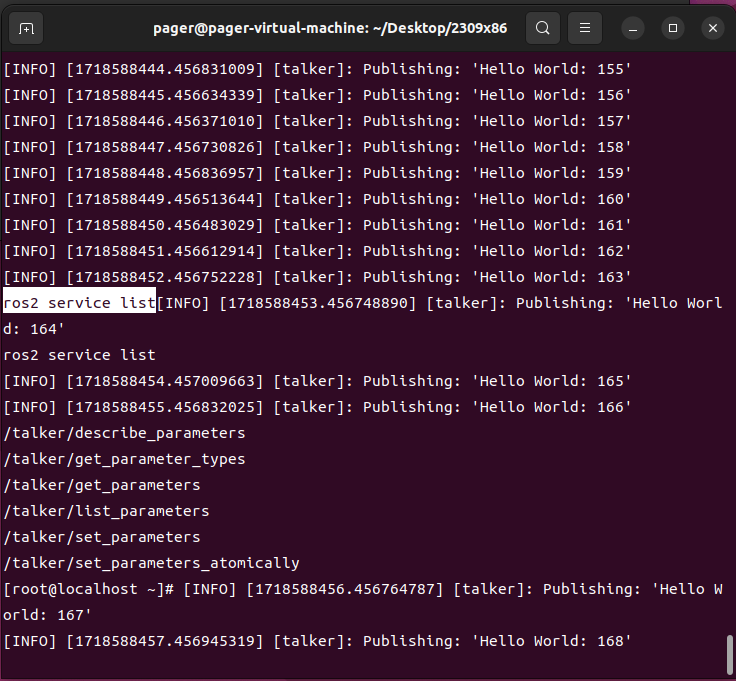 pager@pager-virtual-machine: ~/Desktop/2309x86
[INFO] [1718588444.456831009] [talker]: Publishing: 'Hello World: 155'
[INFO] [1718588445.456634339] [talker]: Publishing: 'Hello World: 156'
[INFO] [1718588446.456371010] [talker]: Publishing: 'Hello World: 157'
[INFO] [1718588447.456730826] [talker]: Publishing: 'Hello World: 158'
[INFO] [1718588448.456836957] [talker]: Publishing: 'Hello World: 159'
[INFO] [1718588449.456513644] [talker]: Publishing: 'Hello World: 160'
[INFO] [1718588450.456483029] [talker]: Publishing: 'Hello World: 161'
[INFO] [1718588451.456612914] [talker]: Publishing: 'Hello World: 162'
[INFO] [1718588452.456752228] [talker]: Publishing: 'Hello World: 163'
ros2 service list[INFO] [1718588453.456748890] [talker]: Publishing: 'Hello Worl
d: 164'
ros2 service list
[INFO] [1718588454.457009663] [talker]: Publishing: 'Hello World: 165'
[INFO] [1718588455.456832025] [talker]: Publishing: 'Hello World: 166'
/talker/describe_parameters
/talker/get_parameter_types
/talker/get_parameters
/talker/list_parameters
/talker/set_parameters
/talker/set_parameters_atomically
[root@localhost ~]# [INFO] [1718588456.456764787] [talker]: Publishing: 'Hello W
orld: 167'
[INFO] [1718588457.456945319] [talker]: Publishing: 'Hello World: 168'